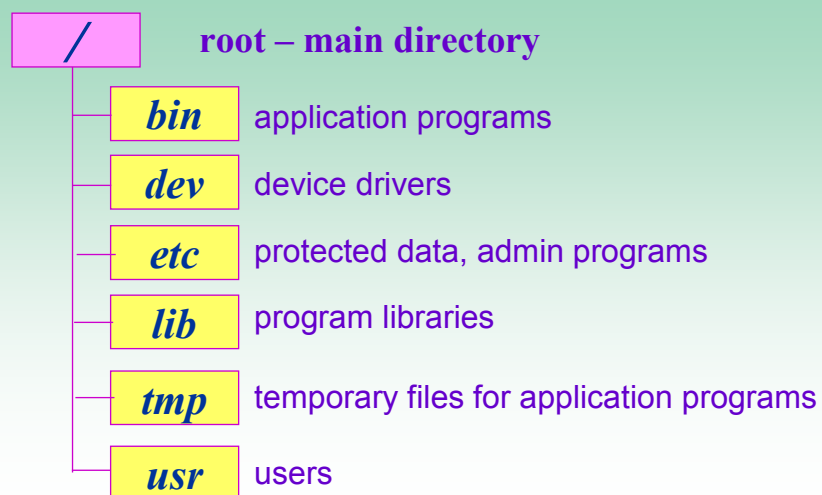 / root – main directory
bin application programs
dev device drivers
etc protected data, admin programs
lib program libraries
tmp temporary files for application programs
usr users